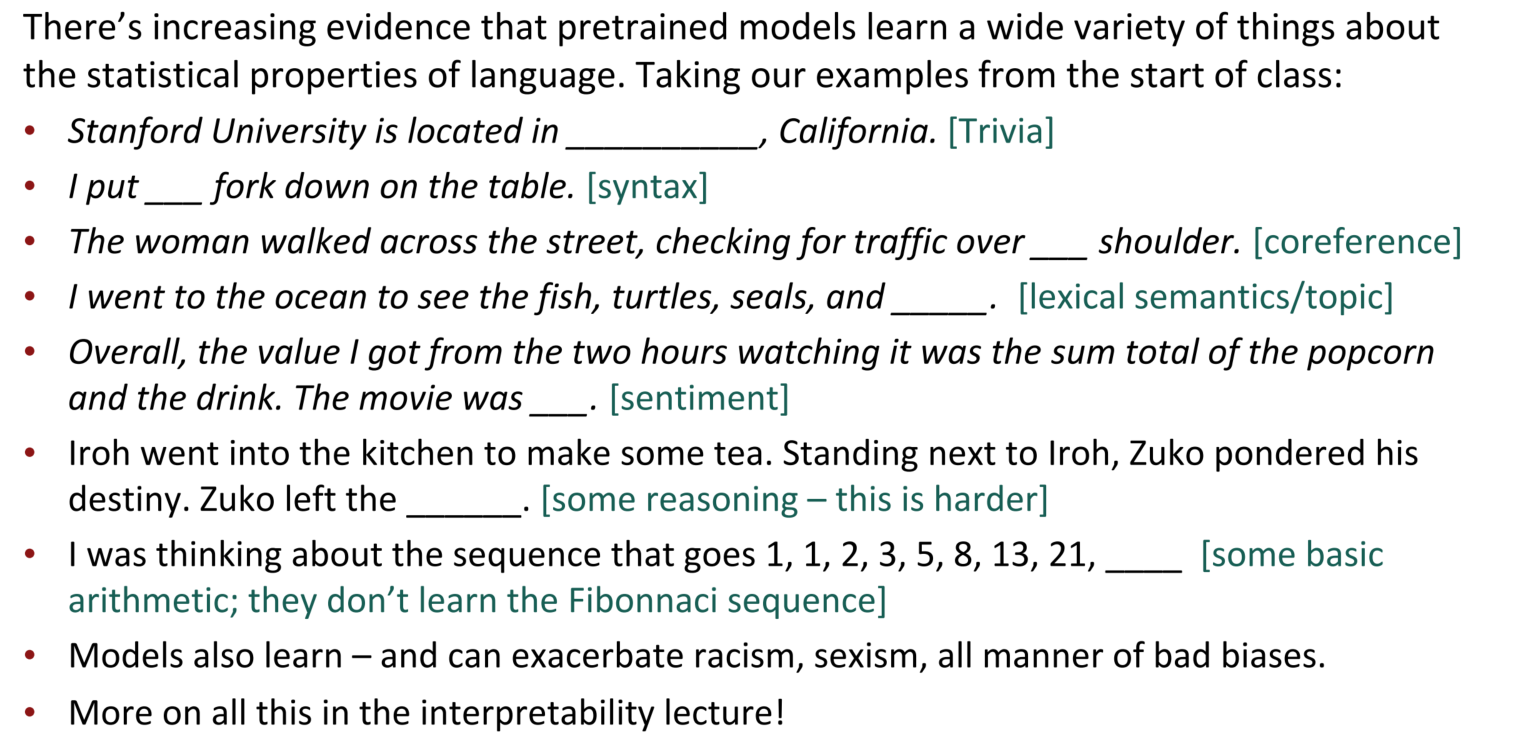 There's increasing evidence that pretrained models learn a wide variety of things about
the statistical properties of language. Taking our examples from the start of class:
• Stanford University is located in __________, California. [Trivia]
• I put ___ fork down on the table. [syntax]
• The woman walked across the street, checking for traffic over ___ shoulder. [coreference]
• I went to the ocean to see the fish, turtles, seals, and _____. [lexical semantics/topic]
• Overall, the value I got from the two hours watching it was the sum total of the popcorn
and the drink. The movie was ___. [sentiment]
• Iroh went into the kitchen to make some tea. Standing next to Iroh, Zuko pondered his
destiny. Zuko left the ______. [some reasoning – this is harder]
• I was thinking about the sequence that goes 1, 1, 2, 3, 5, 8, 13, 21, ____ [some basic
arithmetic; they don't learn the Fibonnaci sequence]
• Models also learn – and can exacerbate racism, sexism, all manner of bad biases.
• More on all this in the interpretability lecture!